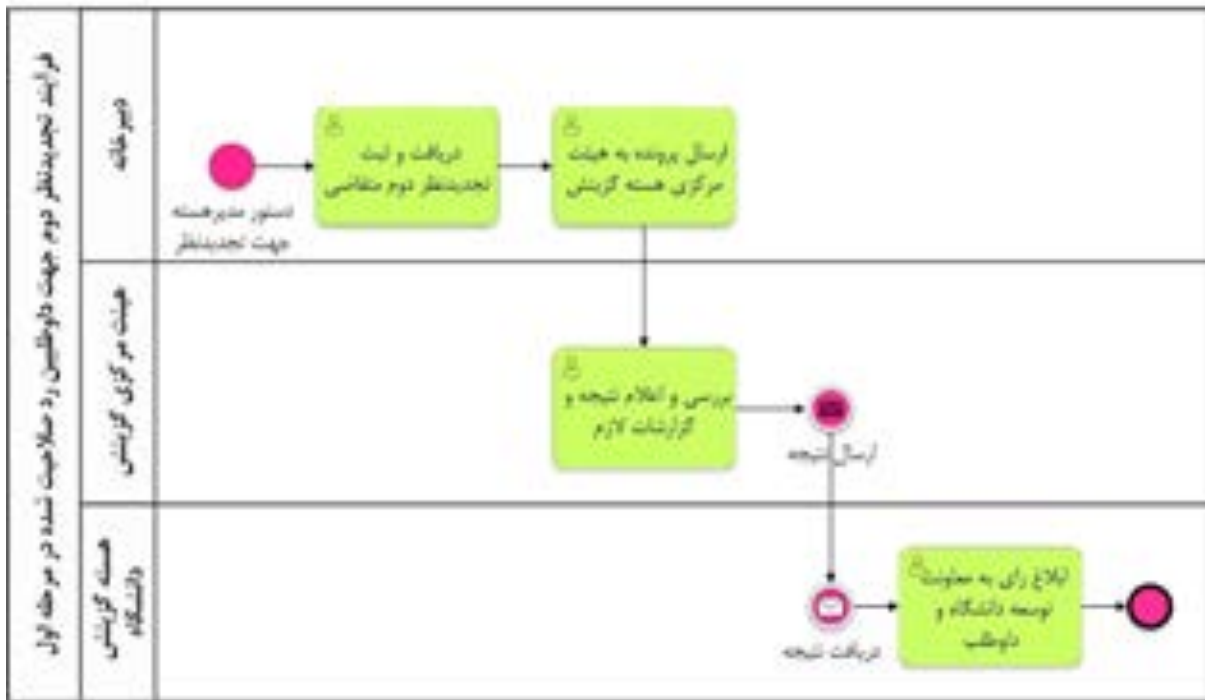 فرایند تجدیدنظر دوم جهت داوطلبین رد صلاحیت شده در مرحله اول
دبیرخانه
دستور مدیرهسته
جهت تجدیدنظر
دریافت و ثبت
تجدیدنظر دوم متقاضی
ارسال پرونده به هیئت
مرکزی هسته گزینش
هیئت مرکزی گزینش
بررسی و اعلام نتیجه و
گزارشات لازم
ارسال نتیجه
هسته گزینش
دانشگاه
دریافت نتیجه
ابلاغ رای به معاونت
توسعه دانشگاه و
داوطلب